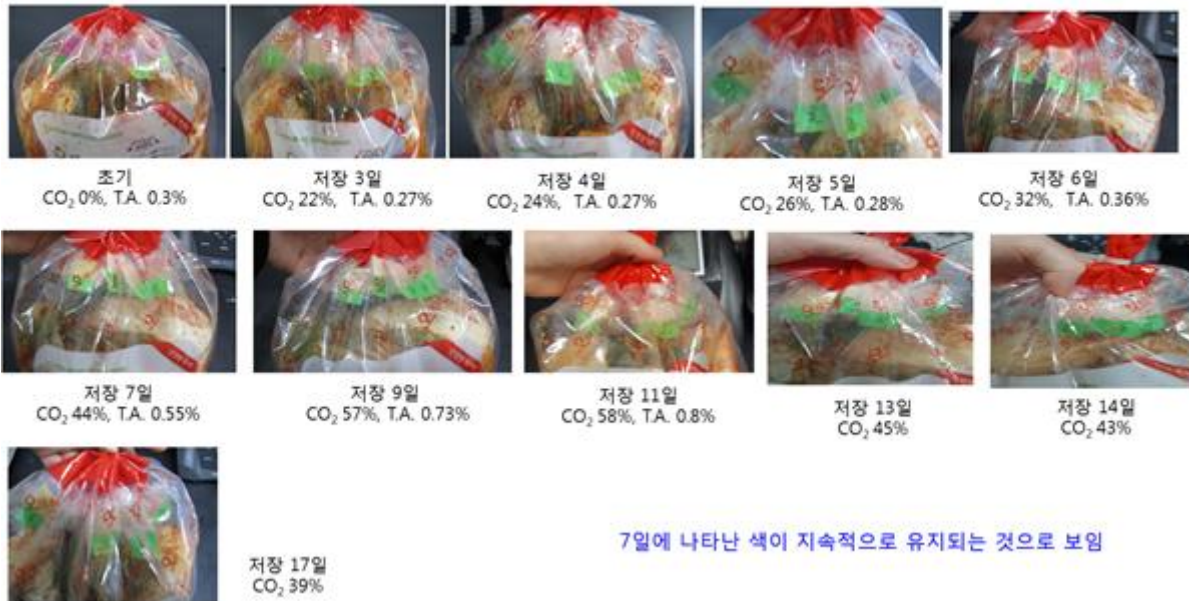 초기
CO₂ 0%, T.A. 0.3%
저장 3일
CO₂ 22%, T.A. 0.27%
저장 4일
CO₂ 24%, T.A. 0.27%
저장 5일
CO₂ 26%, T.A. 0.28%
저장 6일
CO₂ 32%, T.A. 0.36%
저장 7일
CO₂ 44%, T.A. 0.55%
저장 9일
CO₂ 57%, T.A. 0.73%
저장 11일
CO₂ 58%, T.A. 0.8%
저장 13일
CO₂ 45%
저장 14일
CO₂ 43%
저장 17일
CO₂ 39%
7일에 나타난 색이 지속적으로 유지되는 것으로 보임